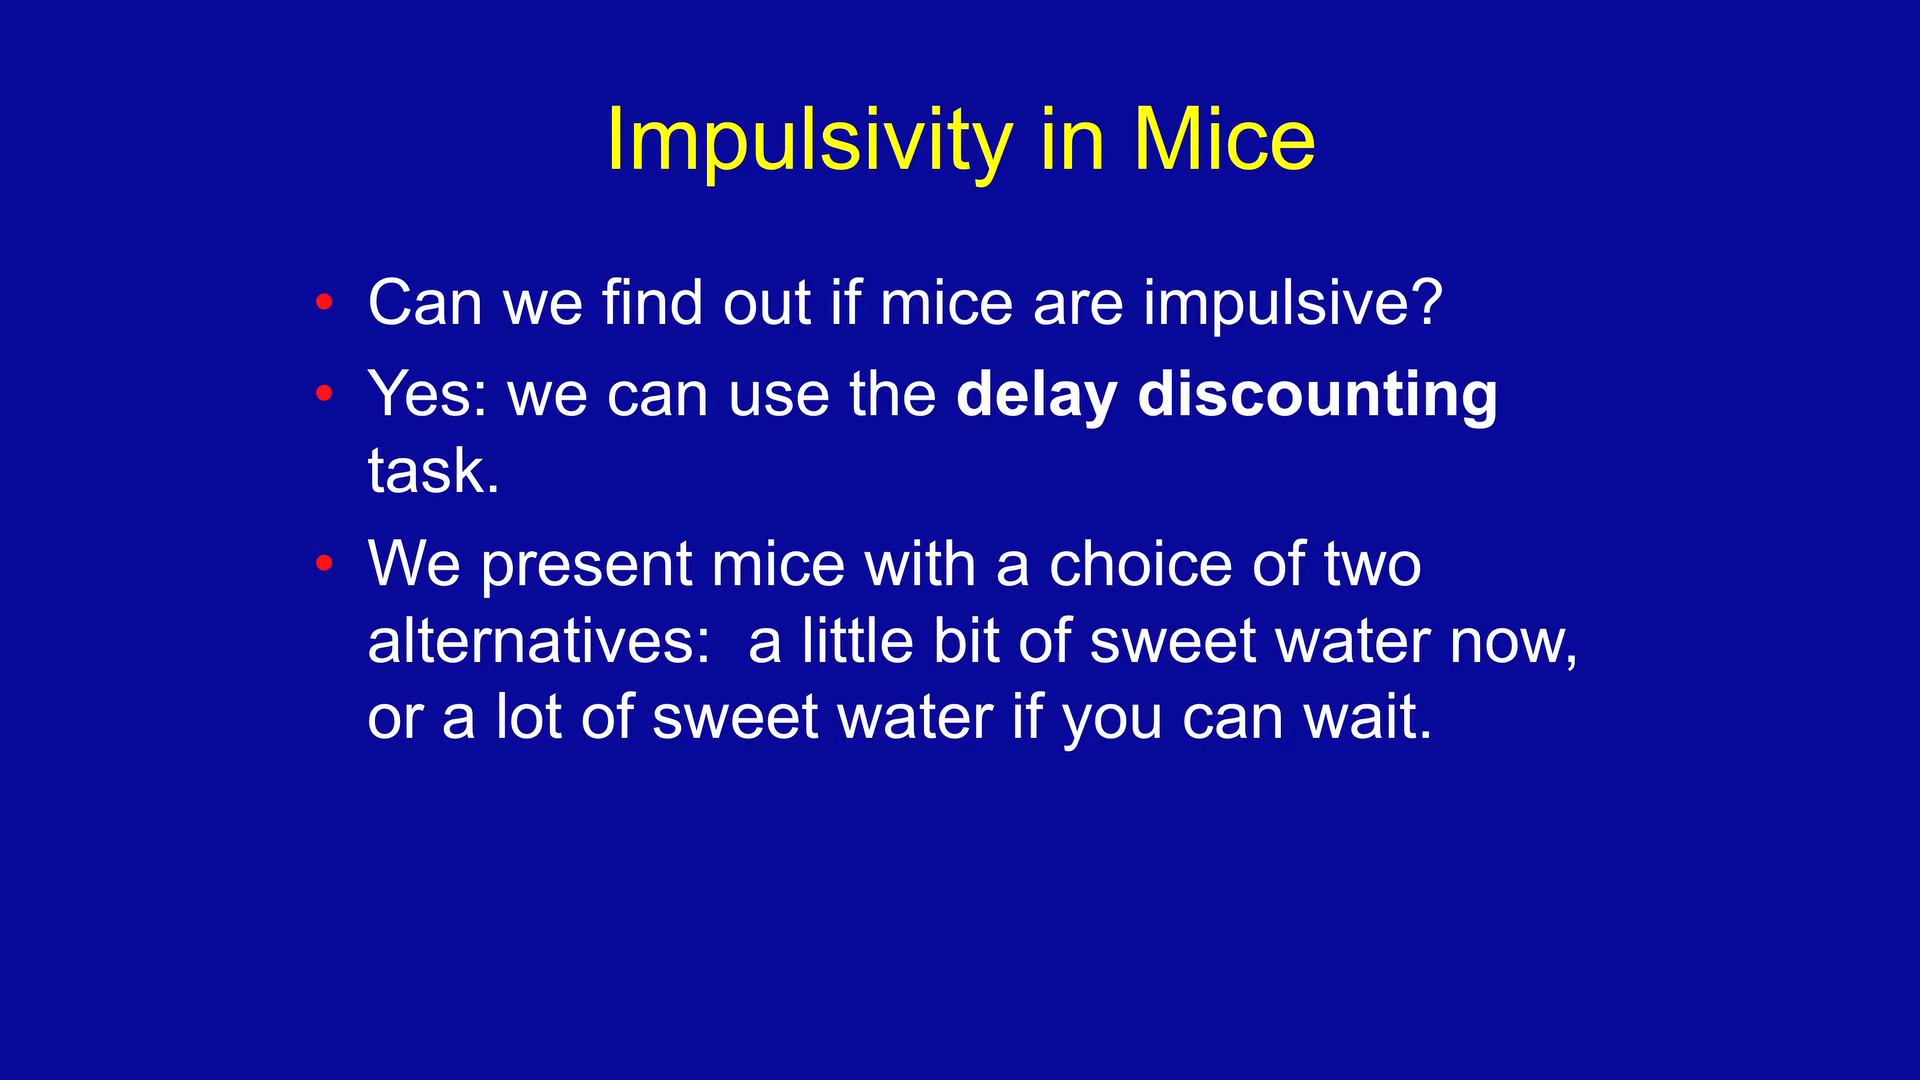 Impulsivity in Mice
• Can we find out if mice are impulsive?
• Yes: we can use the delay discounting
task.
• We present mice with a choice of two
alternatives:  a little bit of sweet water now,
or a lot of sweet water if you can wait.